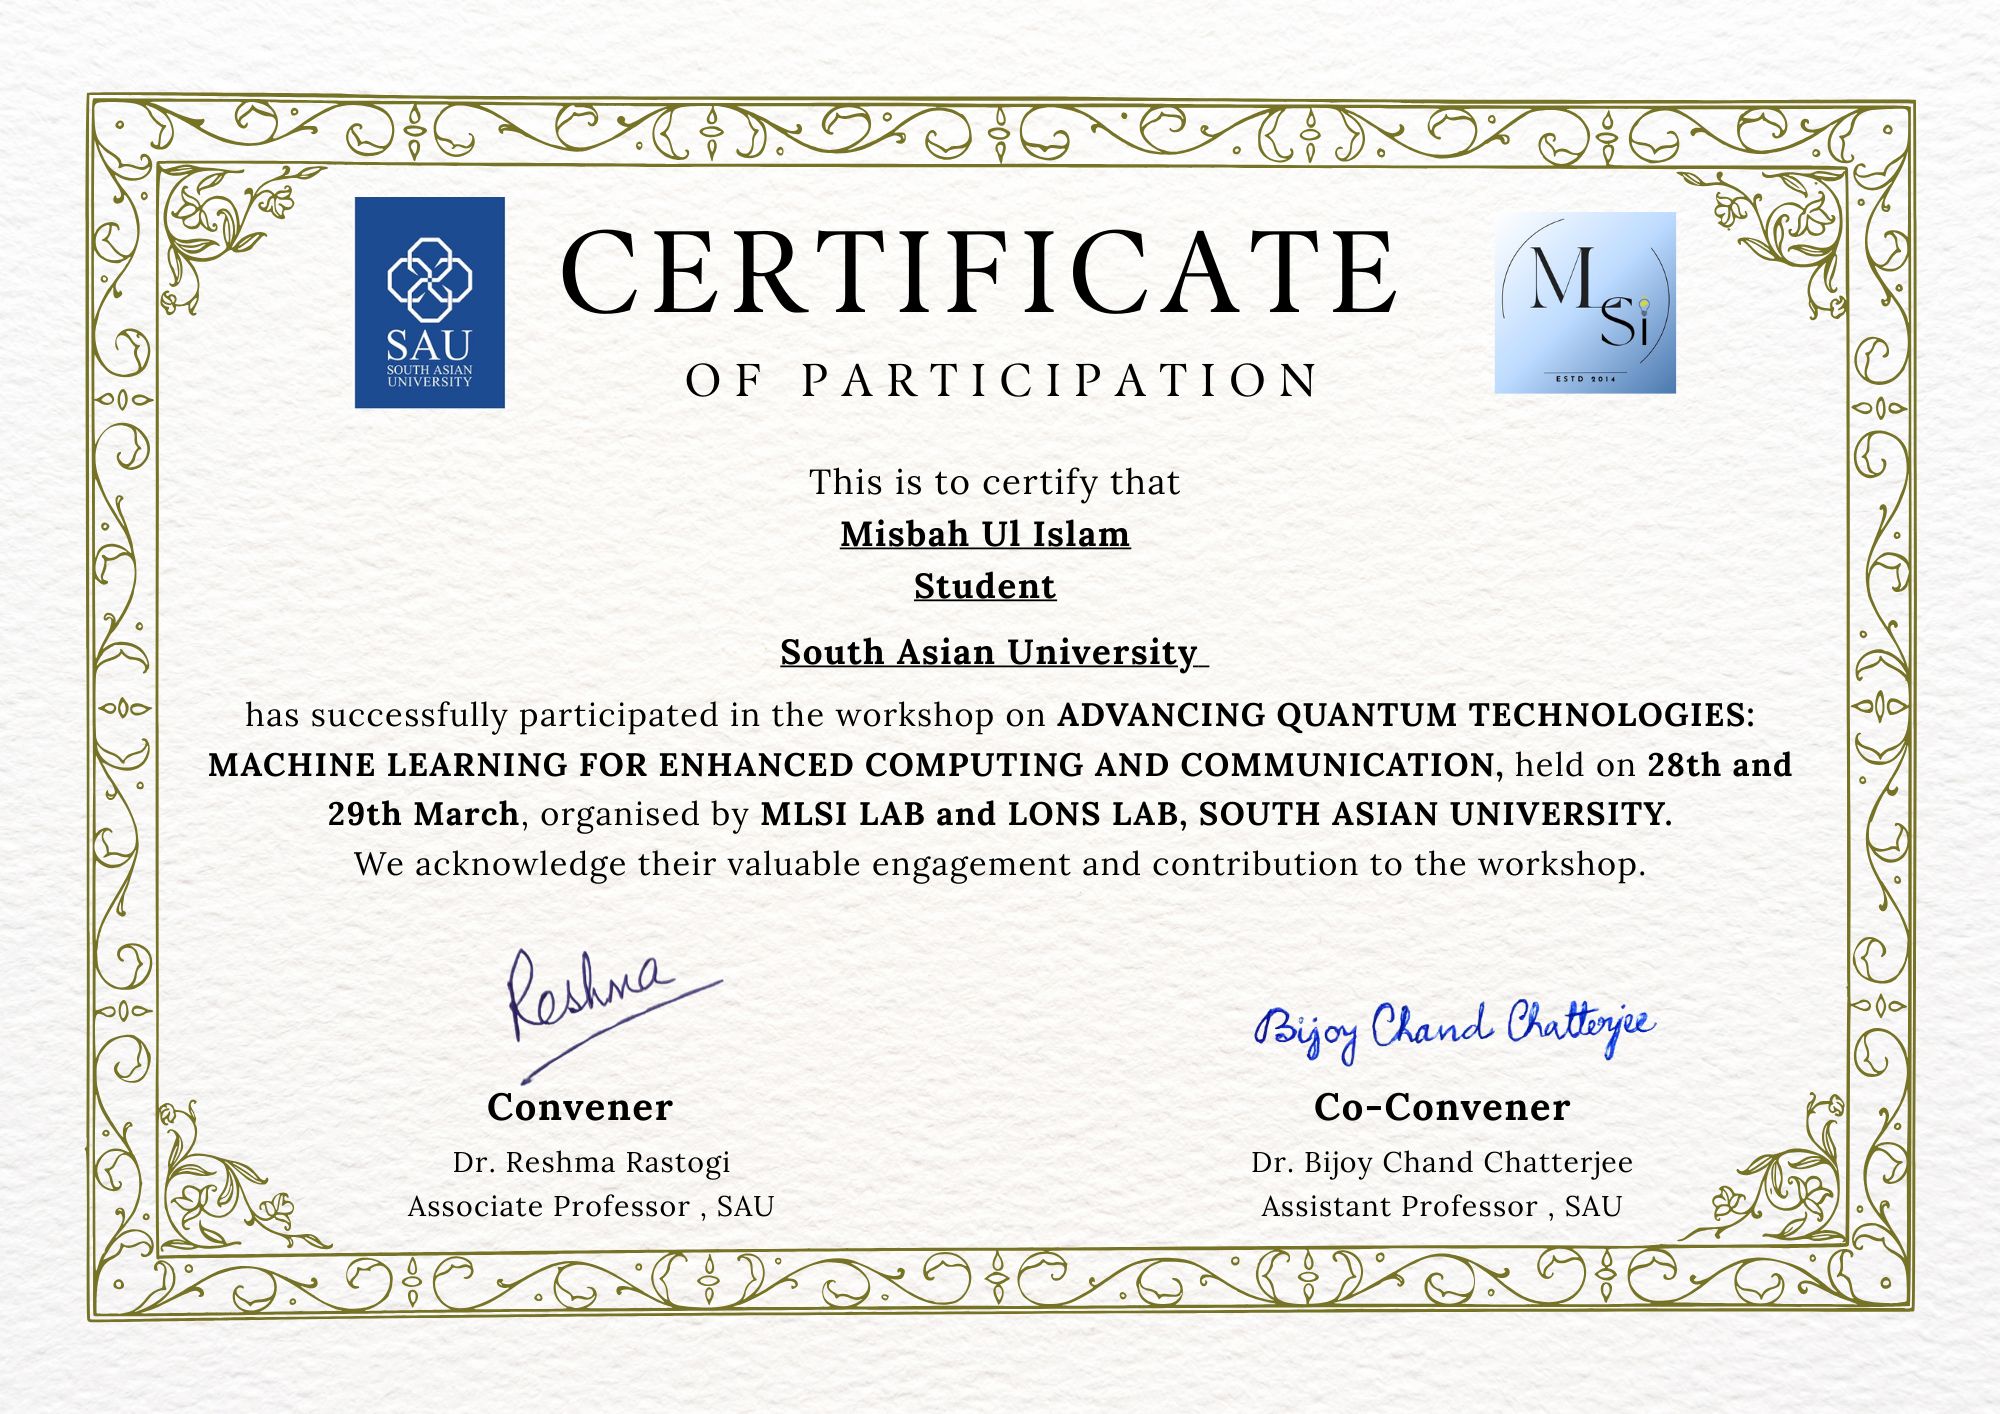 SAU
SOUTH ASIAN
UNIVERSITY
CERTIFICATE
OF PARTICIPATION
MLSi
ESTD 2014
This is to certify that
Misbah Ul Islam
Student
South Asian University
has successfully participated in the workshop on ADVANCING QUANTUM TECHNOLOGIES:
MACHINE LEARNING FOR ENHANCED COMPUTING AND COMMUNICATION, held on 28th and
29th March, organised by MLSI LAB and LONS LAB, SOUTH ASIAN UNIVERSITY.
We acknowledge their valuable engagement and contribution to the workshop.
Reshma
Bijoy Chand Chatterjee
Convener
Co-Convener
Dr. Reshma Rastogi
Dr. Bijoy Chand Chatterjee
Associate Professor , SAU
Assistant Professor , SAU